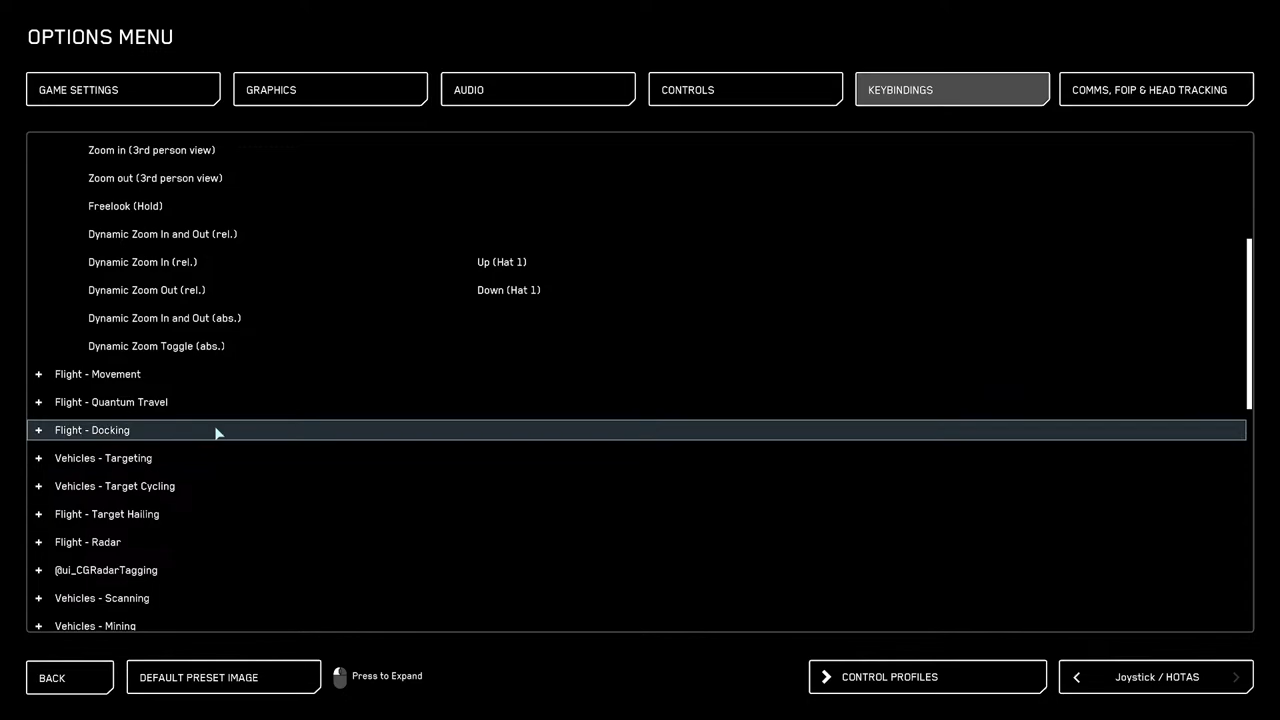 OPTIONS MENU
GAME SETTINGS
GRAPHICS
AUDIO
CONTROLS
KEYBINDINGS
COMMS, FOIP & HEAD TRACKING
Zoom in (3rd person view)
Zoom out (3rd person view)
Freelook (Hold)
Dynamic Zoom In and Out (rel.)
Dynamic Zoom In (rel.) Up (Hat 1)
Dynamic Zoom Out (rel.) Down (Hat 1)
Dynamic Zoom In and Out (abs.)
Dynamic Zoom Toggle (abs.)
+ Flight - Movement
+ Flight - Quantum Travel
+ Flight - Docking
+ Vehicles - Targeting
+ Vehicles - Target Cycling
+ Flight - Target Hailing
+ Flight - Radar
+ @ui_CGRadarTagging
+ Vehicles - Scanning
+ Vehicles - Mining
BACK
DEFAULT PRESET IMAGE
Press to Expand
CONTROL PROFILES
Joystick / HOTAS